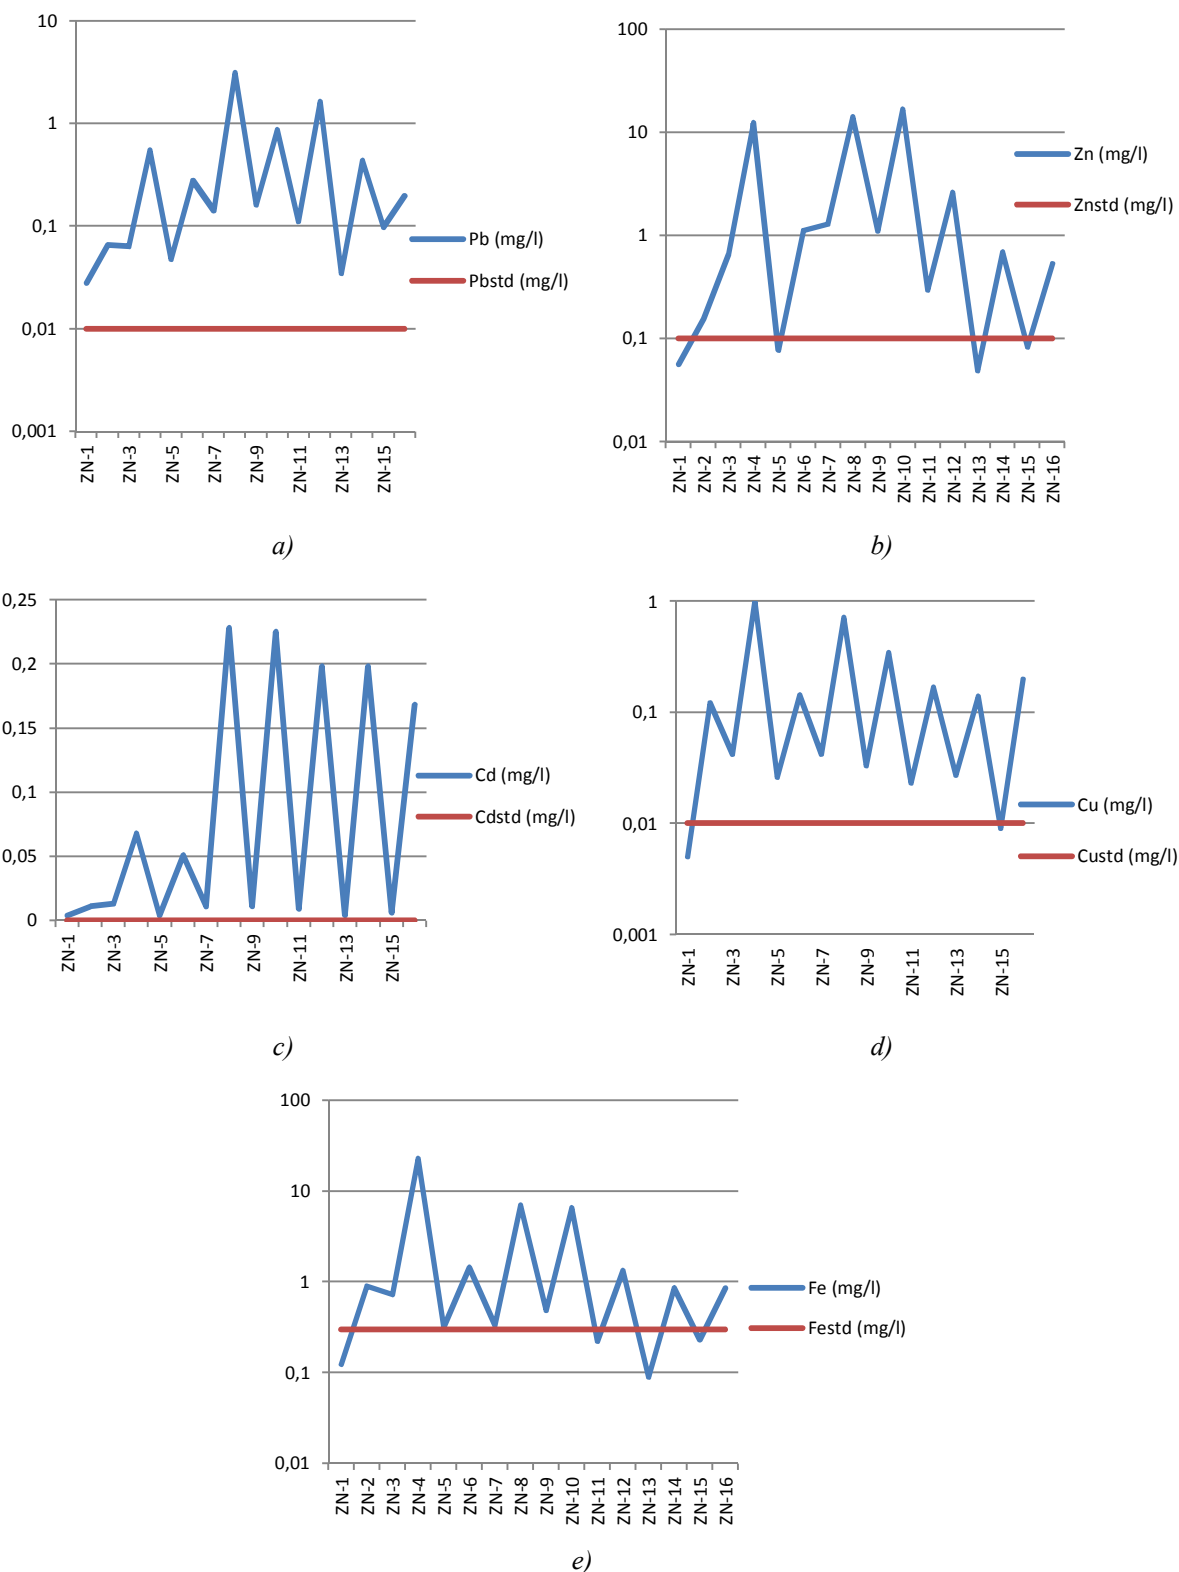 10
1
0,1
0,01
0,001
ZN-1
ZN-3
ZN-5
ZN-7
ZN-9
ZN-11
ZN-13
ZN-15
Pb (mg/l)
Pbstd (mg/l)
a)
100
10
1
0,1
0,01
ZN-1
ZN-2
ZN-3
ZN-4
ZN-5
ZN-6
ZN-7
ZN-8
ZN-9
ZN-10
ZN-11
ZN-12
ZN-13
ZN-14
ZN-15
ZN-16
Zn (mg/l)
Znstd (mg/l)
b)
0,25
0,2
0,15
0,1
0,05
0
ZN-1
ZN-3
ZN-5
ZN-7
ZN-9
ZN-11
ZN-13
ZN-15
Cd (mg/l)
Cdstd (mg/l)
c)
1
0,1
0,01
0,001
ZN-1
ZN-3
ZN-5
ZN-7
ZN-9
ZN-11
ZN-13
ZN-15
Cu (mg/l)
Custd (mg/l)
d)
100
10
1
0,1
0,01
ZN-1
ZN-2
ZN-3
ZN-4
ZN-5
ZN-6
ZN-7
ZN-8
ZN-9
ZN-10
ZN-11
ZN-12
ZN-13
ZN-14
ZN-15
ZN-16
Fe (mg/l)
Festd (mg/l)
e)